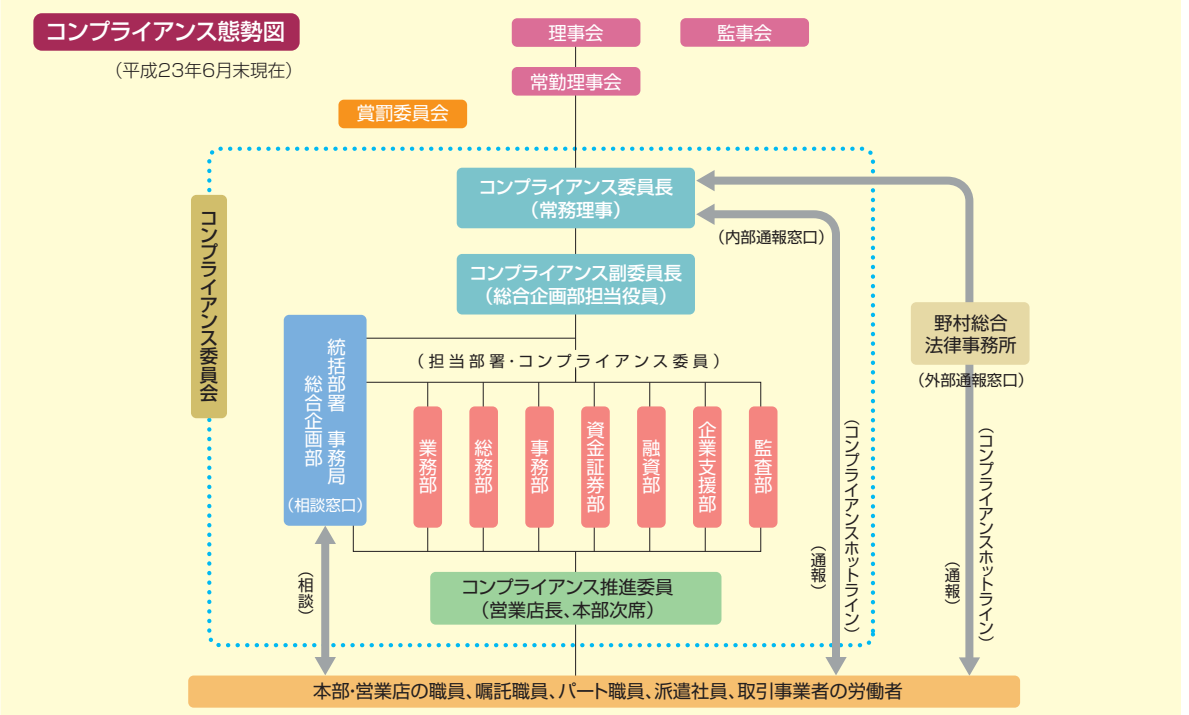 コンプライアンス態勢図
（平成23年6月末現在）
理事会
監事会
常勤理事会
賞罰委員会
コンプライアンス委員会
コンプライアンス委員長
（常務理事）
（内部通報窓口）
コンプライアンス副委員長
（総合企画部担当役員）
野村総合
法律事務所
（外部通報窓口）
統括部署　事務局
総合企画部
（相談窓口）
（担当部署・コンプライアンス委員）
業務部
総務部
事務部
資金証券部
融資部
企業支援部
監査部
（コンプライアンスホットライン）
（通報）
（コンプライアンスホットライン）
（通報）
（相談）
コンプライアンス推進委員
（営業店長、本部次席）
本部・営業店の職員、嘱託職員、パート職員、派遣社員、取引事業者の労働者